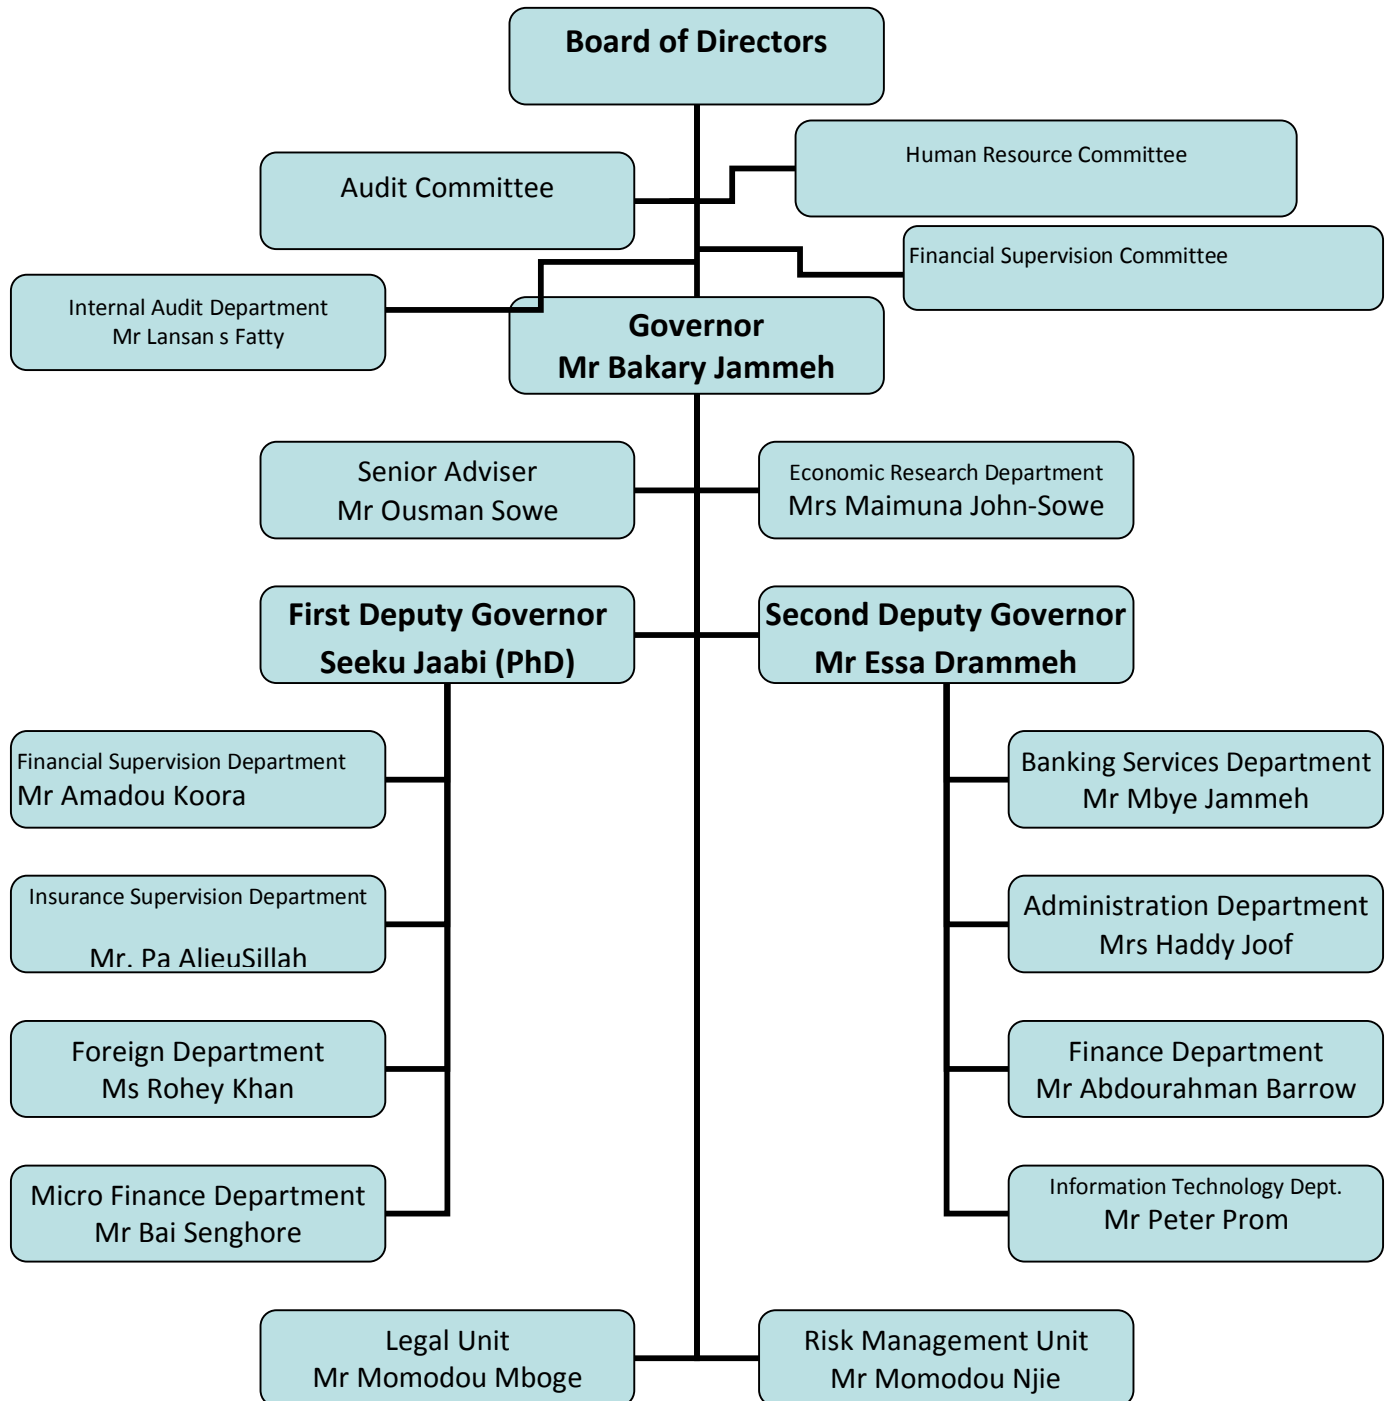 Board of Directors
Human Resource Committee
Audit Committee
Financial Supervision Committee
Internal Audit Department
Mr Lansan s Fatty
Governor
Mr Bakary Jammeh
Senior Adviser
Mr Ousman Sowe
Economic Research Department
Mrs Maimuna John-Sowe
First Deputy Governor
Seeku Jaabi (PhD)
Second Deputy Governor
Mr Essa Drammeh
Financial Supervision Department
Mr Amadou Koora
Banking Services Department
Mr Mbye Jammeh
Insurance Supervision Department
Mr. Pa AlieuSillah
Administration Department
Mrs Haddy Joof
Foreign Department
Ms Rohey Khan
Finance Department
Mr Abdourahman Barrow
Micro Finance Department
Mr Bai Senghore
Information Technology Dept.
Mr Peter Prom
Legal Unit
Mr Momodou Mboge
Risk Management Unit
Mr Momodou Njie